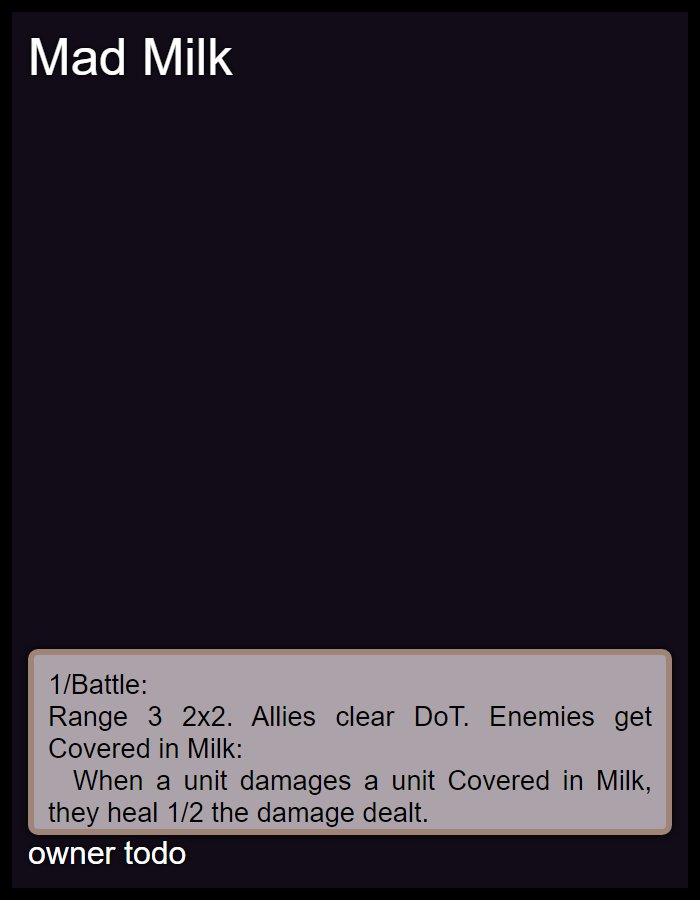 Mad Milk
1/Battle:
Range 3 2x2. Allies clear DoT. Enemies get
Covered in Milk:
When a unit damages a unit Covered in Milk,
they heal 1/2 the damage dealt.
owner todo